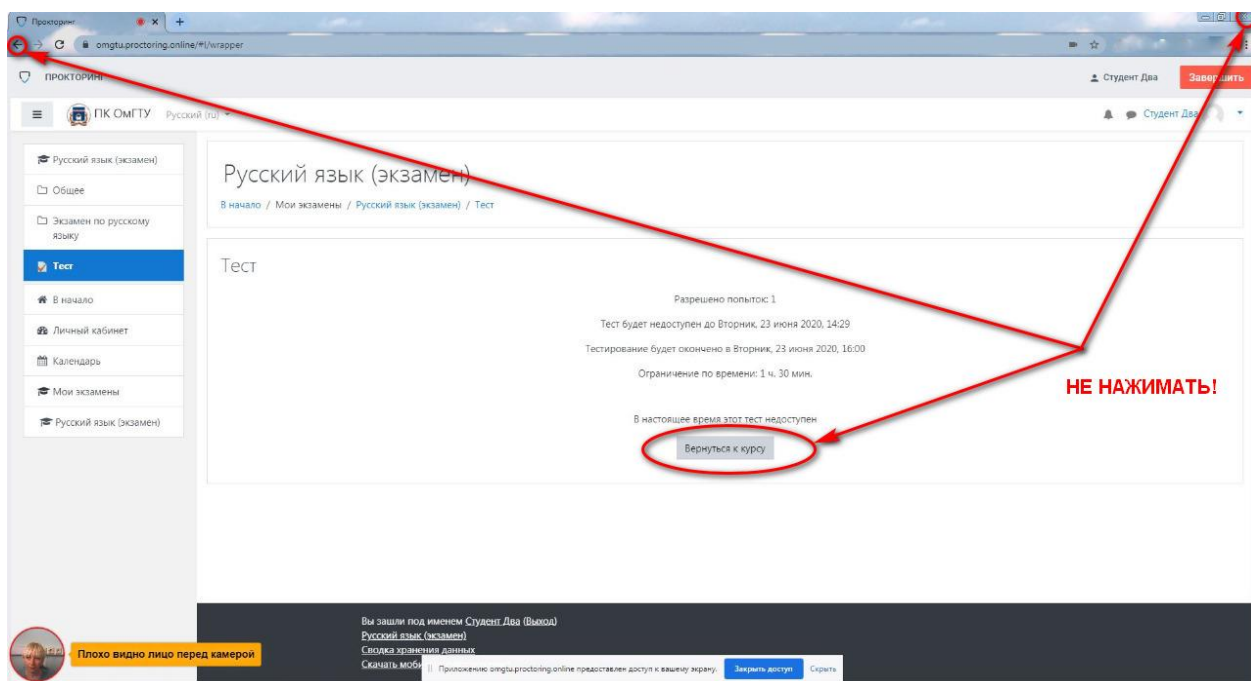 Прокторинг
omgtu.proctoring.online/#!/wrapper
ПРОКТОРИНГ
Студент Два
Завершить
ПК ОмГТУ Русский (ru)
Студент Два
Русский язык (экзамен)
Общее
Экзамен по русскому
языку
Тест
В начало
Личный кабинет
Календарь
Мои экзамены
Русский язык (экзамен)
Русский язык (экзамен)
В начало / Мои экзамены / Русский язык (экзамен) / Тест
Тест
Разрешено попыток: 1
Тест будет недоступен до Вторник, 23 июня 2020, 14:29
Тестирование будет окончено в Вторник, 23 июня 2020, 16:00
Ограничение по времени: 1 ч. 30 мин.
В настоящее время этот тест недоступен
Вернуться к курсу
НЕ НАЖИМАТЬ!
Вы зашли под именем Студент Два (Выход)
Русский язык (экзамен)
Сводка хранения данных
Скачать
Плохо видно лицо перед камерой
Приложению omgtu.proctoring.online предоставлен доступ к вашему экрану.
Закрыть доступ
Скрыть